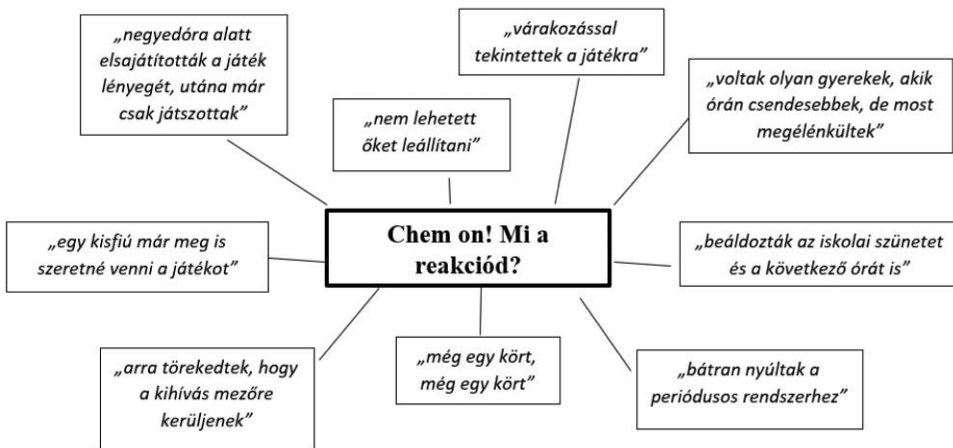 „negyedóra alatt
elsajátították a játék
lényegét, utána már
csak játszottak”
„várakozással
tekintettek a játékra”
„nem lehetett
őket leállítani”
„voltak olyan gyerekek, akik
órán csendesebbek, de most
megélénkültek”
„egy kisfiú már meg is
szeretné venni a játékot”
Chem on! Mi a
reakciód?
„beáldozták az iskolai szünetet
és a következő órát is”
„arra törekedtek, hogy
a kihívás mezőre
kerüljenek”
„még egy kört,
még egy kört”
„bátran nyúltak a
periódusos rendszerhez”